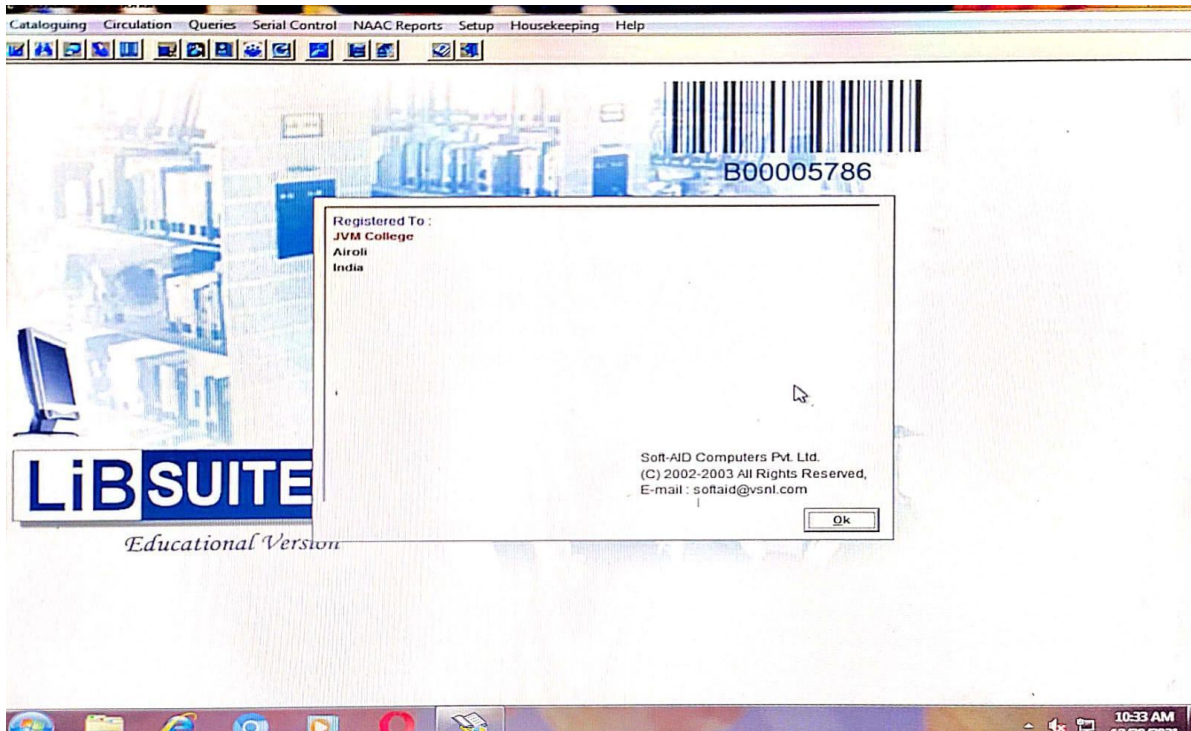 Cataloguing Circulation Queries Serial Control NAAC Reports Setup Housekeeping Help
B00005786
Registered To :
JVM College
Airoli
India
Soft-AID Computers Pvt. Ltd.
(C) 2002-2003 All Rights Reserved,
E-mail : softaid@vsnl.com
Ok
LiBSUITE
Educational Version
10:33 AM